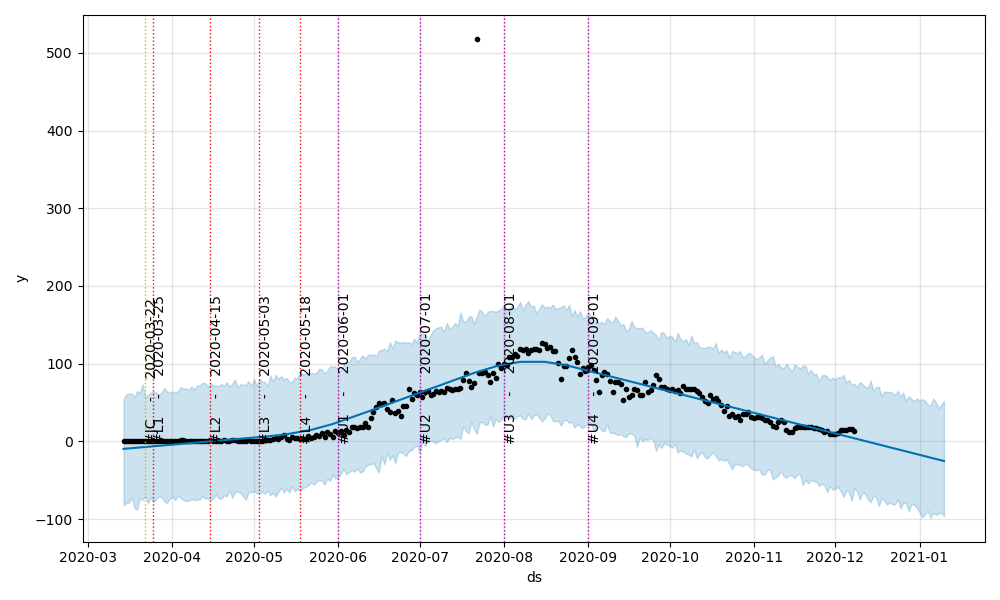 500
400
300
200
100
0
−100
y
#JC - 2020-03-22
#L1 - 2020-03-25
#L2 - 2020-04-15
#L3 - 2020-05-03
#L4 - 2020-05-18
#U1 - 2020-06-01
#U2 - 2020-07-01
#U3 - 2020-08-01
#U4 - 2020-09-01
2020-03 2020-04 2020-05 2020-06 2020-07 2020-08 2020-09 2020-10 2020-11 2020-12 2021-01
ds